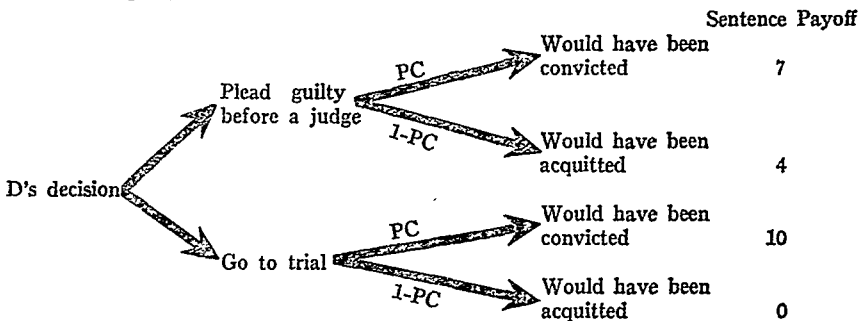 Sentence Payoff
Would have been
convicted 7
PC
Plead guilty
before a judge
1-PC
Would have been
acquitted 4
D's decision
Would have been
convicted 10
PC
Go to trial
1-PC
Would have been
acquitted 0